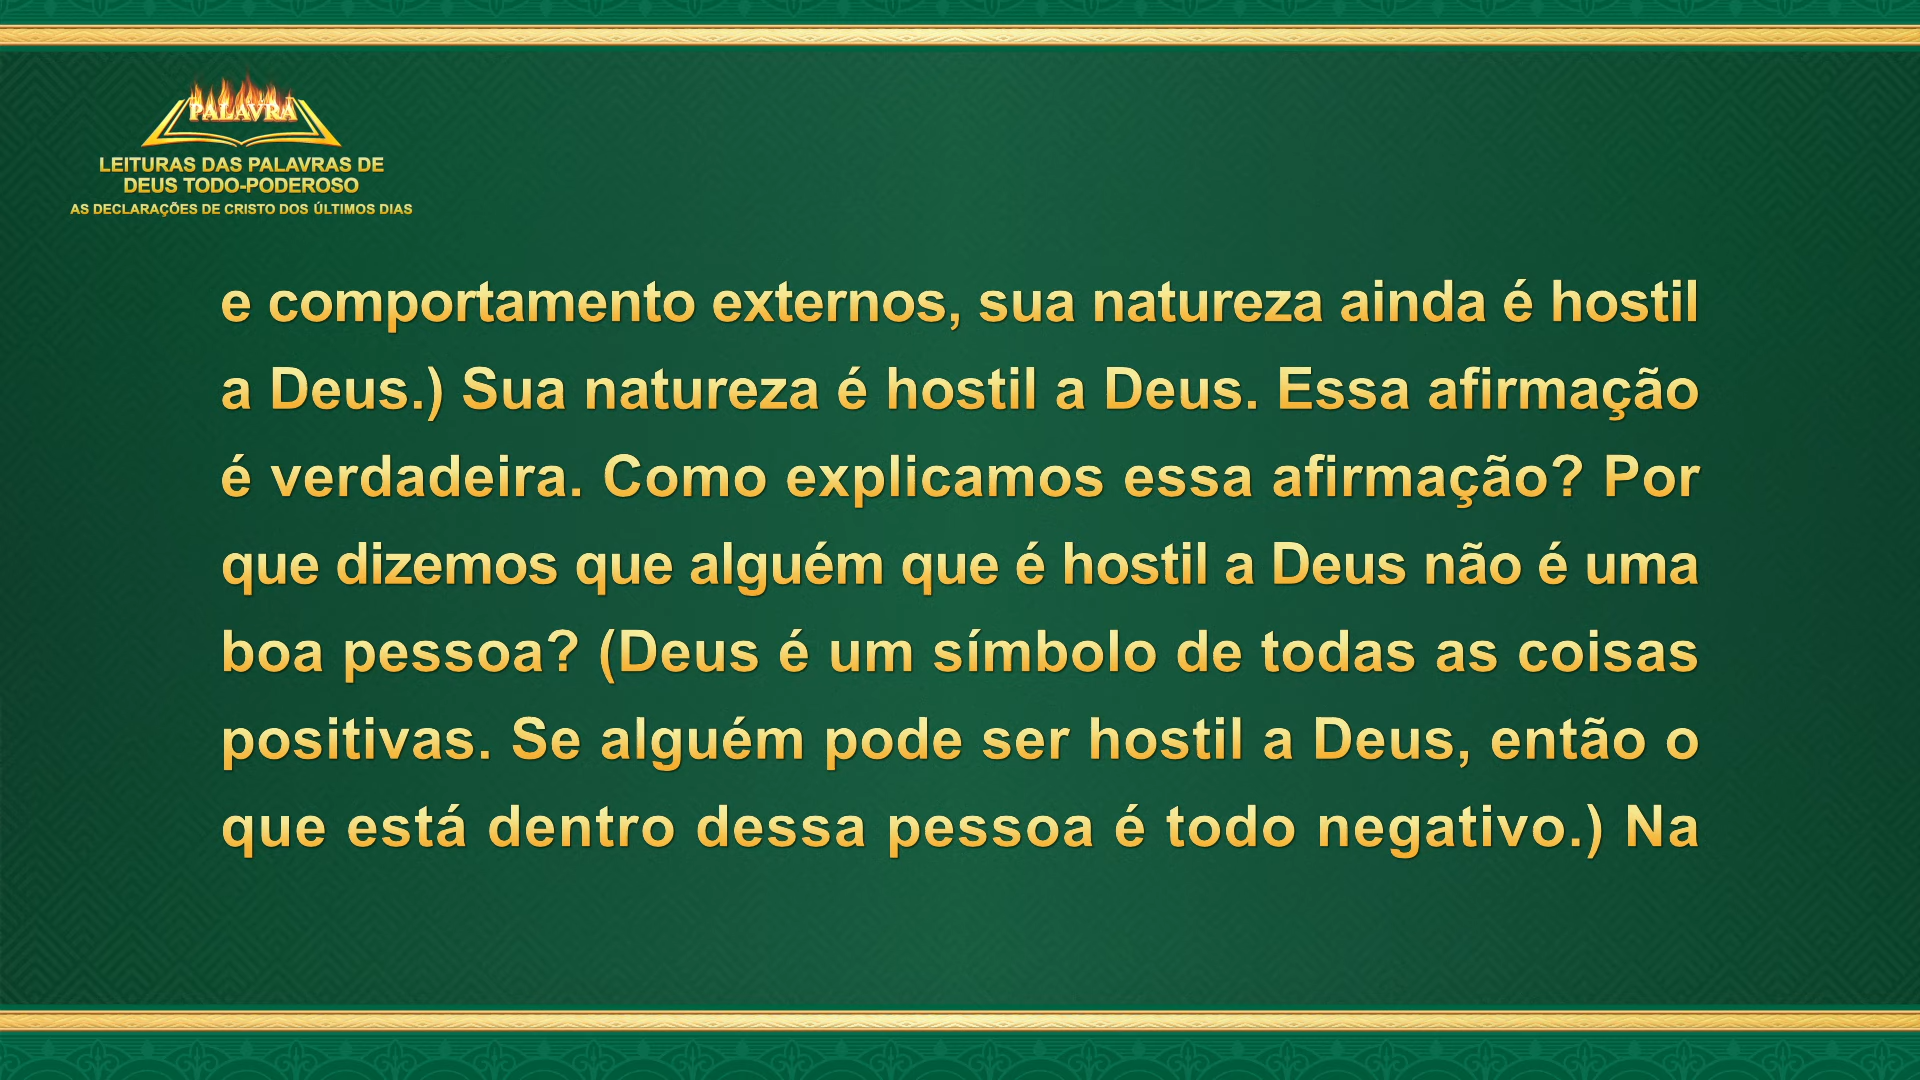 PALAVRA
LEITURAS DAS PALAVRAS DE
DEUS TODO-PODEROSO
AS DECLARAÇÕES DE CRISTO DOS ÚLTIMOS DIAS
e comportamento externos, sua natureza ainda é hostil
a Deus.) Sua natureza é hostil a Deus. Essa afirmação
é verdadeira. Como explicamos essa afirmação? Por
que dizemos que alguém que é hostil a Deus não é uma
boa pessoa? (Deus é um símbolo de todas as coisas
positivas. Se alguém pode ser hostil a Deus, então o
que está dentro dessa pessoa é todo negativo.) Na